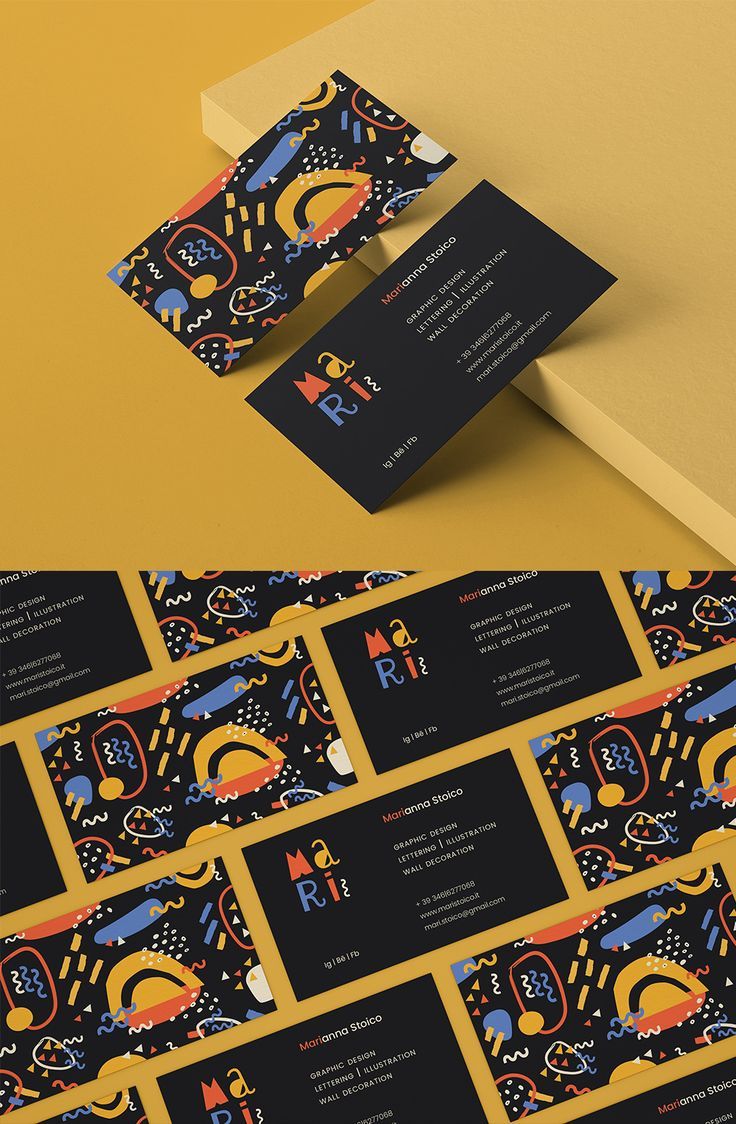 Marianna Stoico
GRAPHIC DESIGN
LETTERING | ILLUSTRATION
WALL DECORATION
+ 39 346|6277068
www.maristoico.it
mari.stoico@gmail.com
Ma
Ri
Ig | Bē | Fb
anna Stoico
GRAPHIC DESIGN
LETTERING | ILLUSTRATION
WALL DECORATION
+ 39 346|6277068
www.maristoico.it
mari.stoico@gmail.com
Marianna Stoico
GRAPHIC DESIGN
LETTERING | ILLUSTRATION
WALL DECORATION
+ 39 346|6277068
www.maristoico.it
mari.stoico@gmail.com
Ma
Ri
Ig | Bē | Fb
Marianna Stoico
GRAPHIC DESIGN
LETTERING | ILLUSTRATION
WALL DECORATION
+ 39 346|6277068
www.maristoico.it
mari.stoico@gmail.com
Ma
Ri
Ig | Bē | Fb
Marianna Stoico
GRAPHIC DESIGN
LETTERING | ILLUSTRATION
WALL DECORATION
+ 39 346|6277068
Ma
Ri
Marianna Stoico